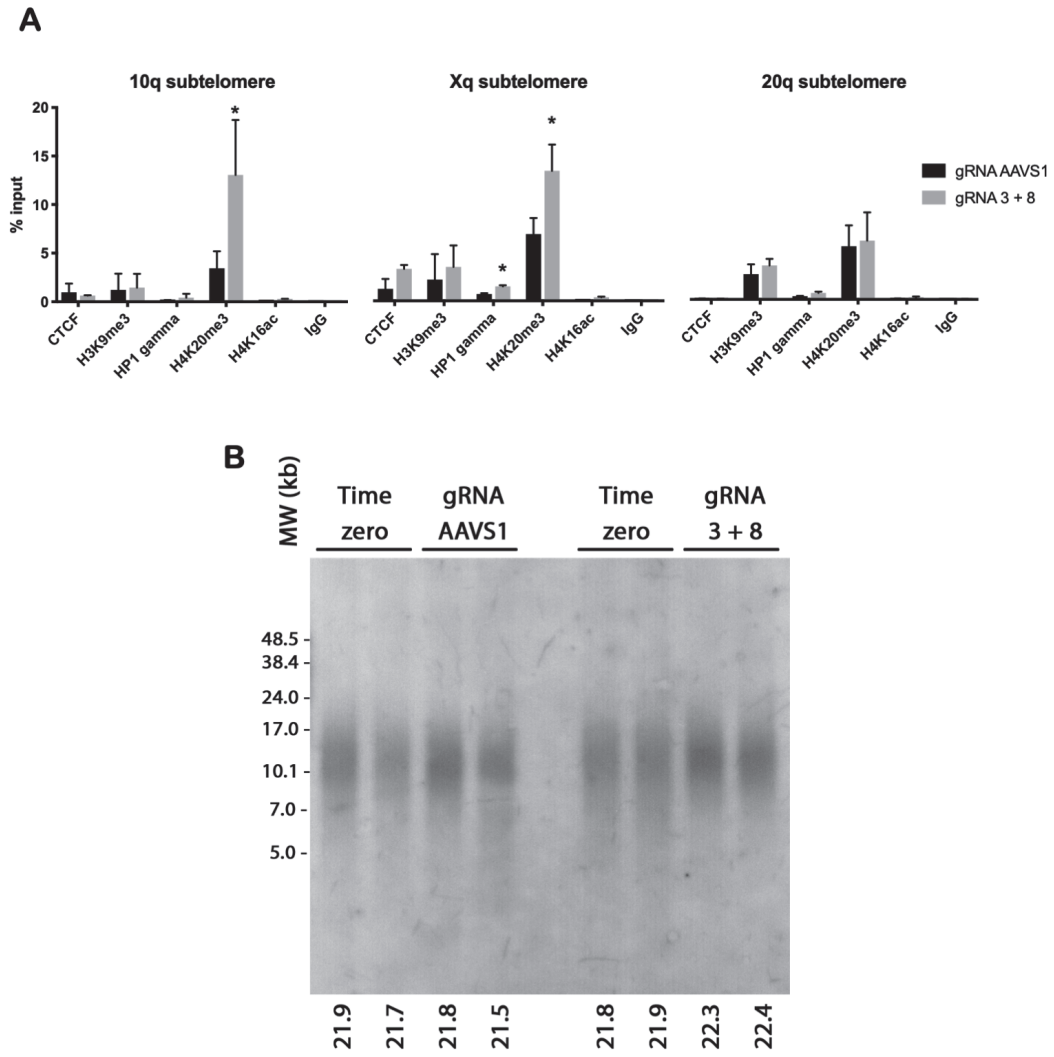 A
10q subtelomere
Xq subtelomere
20q subtelomere
% input
20
15
10
5
0
CTCF
H3K9me3
HP1 gamma
H4K20me3
H4K16ac
IgG
*
CTCF
H3K9me3
HP1 gamma
H4K20me3
H4K16ac
IgG
*
*
CTCF
H3K9me3
HP1 gamma
H4K20me3
H4K16ac
IgG
gRNA AAVS1
gRNA 3 + 8
B
MW (kb)
Time
zero
gRNA
AAVS1
Time
zero
gRNA
3 + 8
48.5 -
38.4 -
24.0 -
17.0 -
10.1 -
7.0 -
5.0 -
21.9
21.7
21.8
21.5
21.8
21.9
22.3
22.4